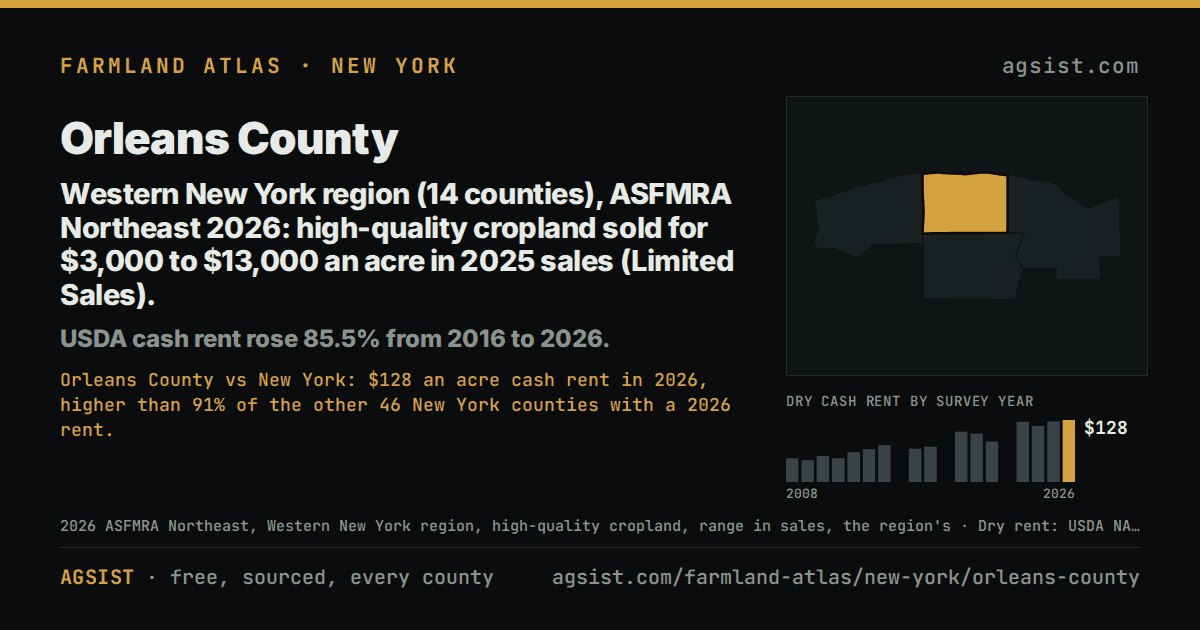 FARMLAND ATLAS · NEW YORK
agsist.com
Orleans County
Western New York region (14 counties), ASFMRA
Northeast 2026: high-quality cropland sold for
$3,000 to $13,000 an acre in 2025 sales (Limited
Sales).
USDA cash rent rose 85.5% from 2016 to 2026.
Orleans County vs New York: $128 an acre cash rent in 2026,
higher than 91% of the other 46 New York counties with a 2026
rent.
DRY CASH RENT BY SURVEY YEAR
$128
2008
2026
2026 ASFMRA Northeast, Western New York region, high-quality cropland, range in sales, the region's · Dry rent: USDA NA…
AGSIST · free, sourced, every county
agsist.com/farmland-atlas/new-york/orleans-county